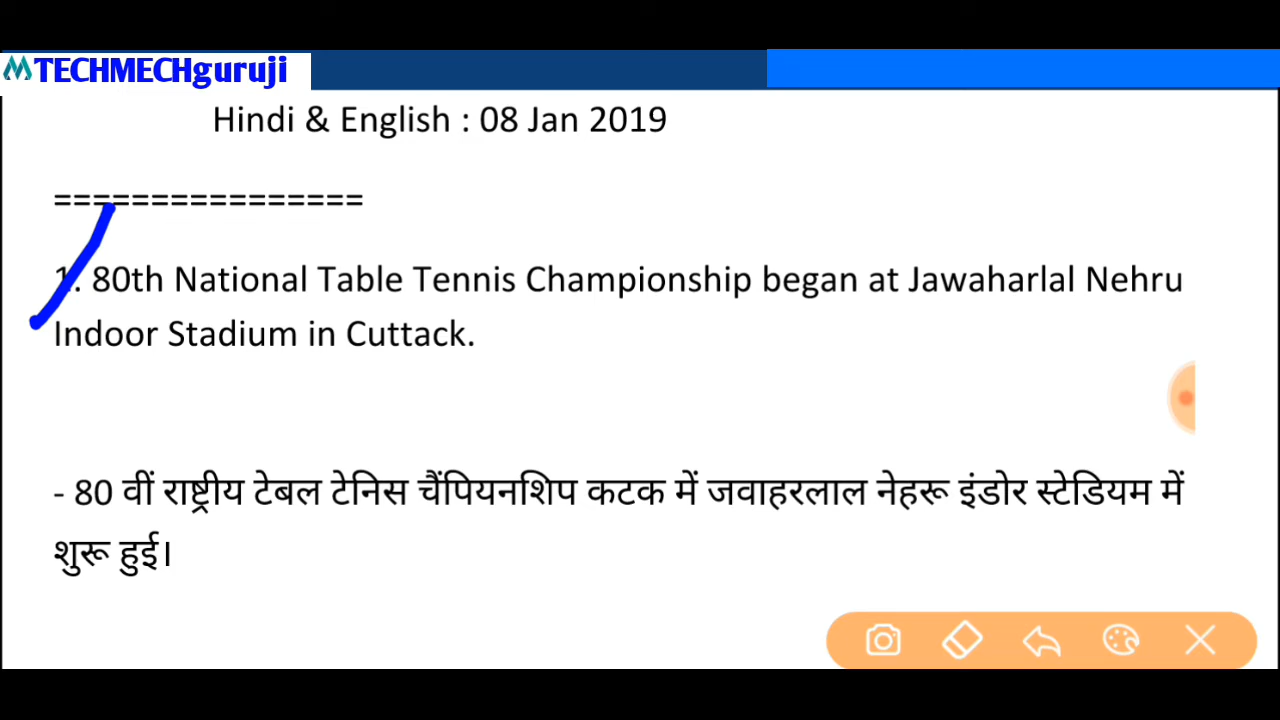 TECHMECHguruji
Hindi & English : 08 Jan 2019
================
1. 80th National Table Tennis Championship began at Jawaharlal Nehru
Indoor Stadium in Cuttack.
- 80 वीं राष्ट्रीय टेबल टेनिस चैंपियनशिप कटक में जवाहरलाल नेहरू इंडोर स्टेडियम में
शुरू हुई।